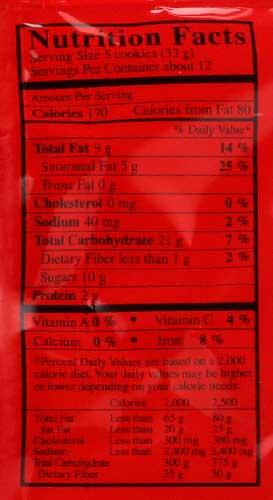 Nutrition Facts
Serving Size 5 cookies (33 g)
Servings Per Container about 12
Amount Per Serving
Calories 170 Calories from Fat 80
% Daily Value*
Total Fat 9 g 14 %
Saturated Fat 5 g 25 %
Trans Fat 0 g
Cholesterol 0 mg 0 %
Sodium 40 mg 2 %
Total Carbohydrate 21 g 7 %
Dietary Fiber less than 1 g 2 %
Sugars 10 g
Protein 2 g
Vitamin A 0 % • Vitamin C 4 %
Calcium 0 % • Iron 8 %
*Percent Daily Values are based on a 2,000
calorie diet. Your daily values may be higher
or lower depending on your calorie needs:
Calories 2,000 2,500
Total Fat Less than 65 g 80 g
Sat Fat Less than 20 g 25 g
Cholesterol Less than 300 mg 300 mg
Sodium Less than 2,400 mg 2,400 mg
Total Carbohydrate 300 g 375 g
Dietary Fiber 25 g 30 g